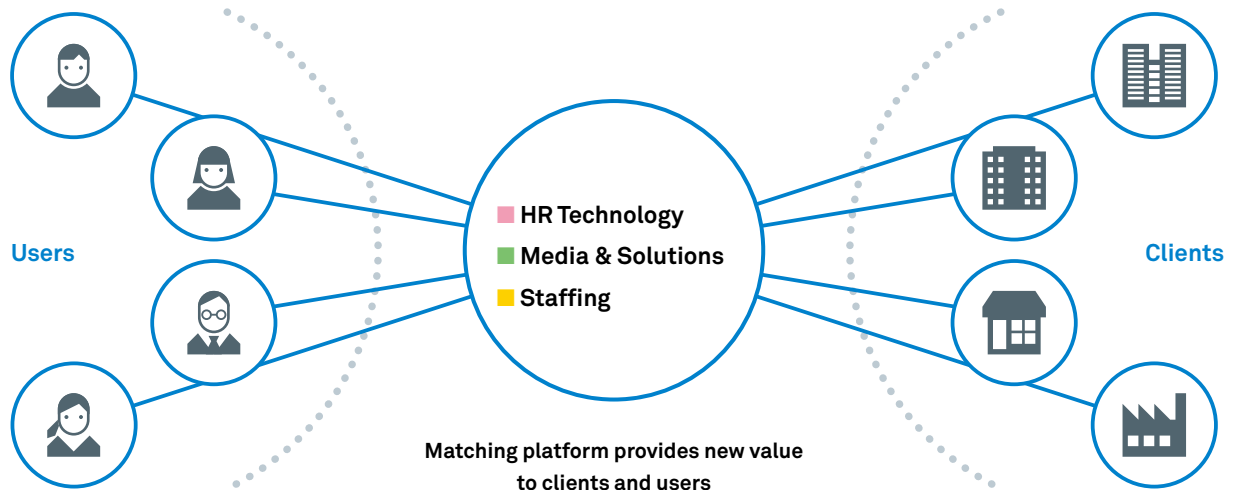 HR Technology
Media & Solutions
Staffing
Users
Clients
Matching platform provides new value
to clients and users